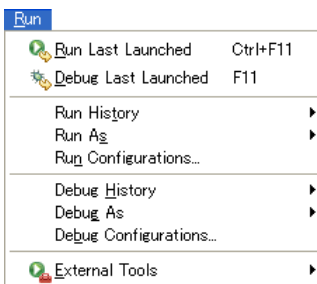 Run
Run Last Launched Ctrl+F11
Debug Last Launched F11
Run History
Run As
Run Configurations...
Debug History
Debug As
Debug Configurations...
External Tools